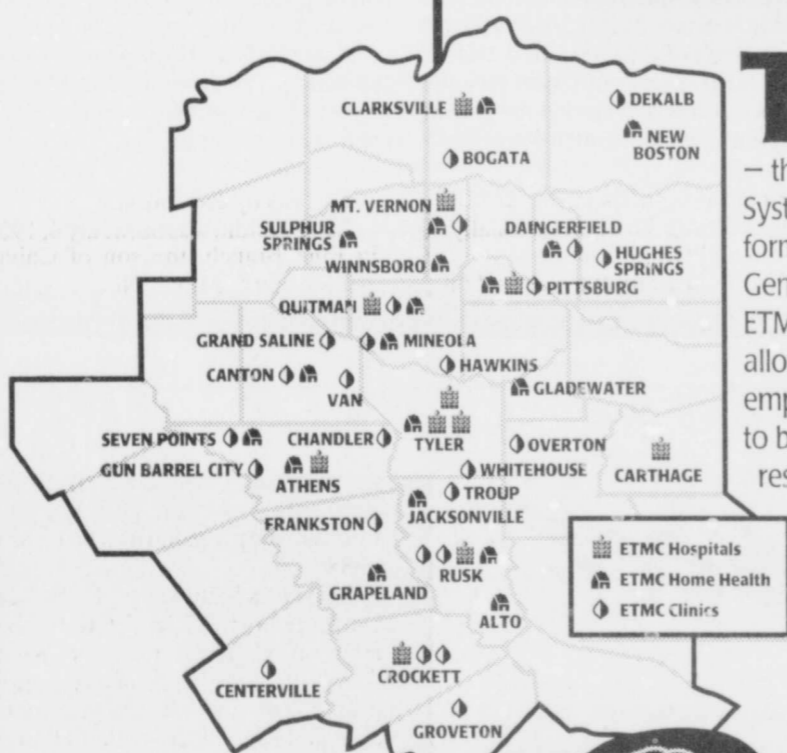 CLARKSVILLE
DEKALB
NEW
BOSTON
BOGATA
MT. VERNON
SULPHUR
SPRINGS
DAINGERFIELD
HUGHES
SPRINGS
WINNSBORO
PITTSBURG
QUITMAN
GRAND SALINE
MINEOLA
HAWKINS
CANTON
VAN
GLADEWATER
SEVEN POINTS
CHANDLER
TYLER
OVERTON
GUN BARREL CITY
ATHENS
WHITEHOUSE
CARTHAGE
TROUP
JACKSONVILLE
FRANKSTON
RUSK
GRAPELAND
ALTO
CROCKETT
CENTERVILLE
GROVETON
ETMC Hospitals
ETMC Home Health
ETMC Clinics
T
– th
Syst
form
Gen
ETM
allo
emp
to b
res